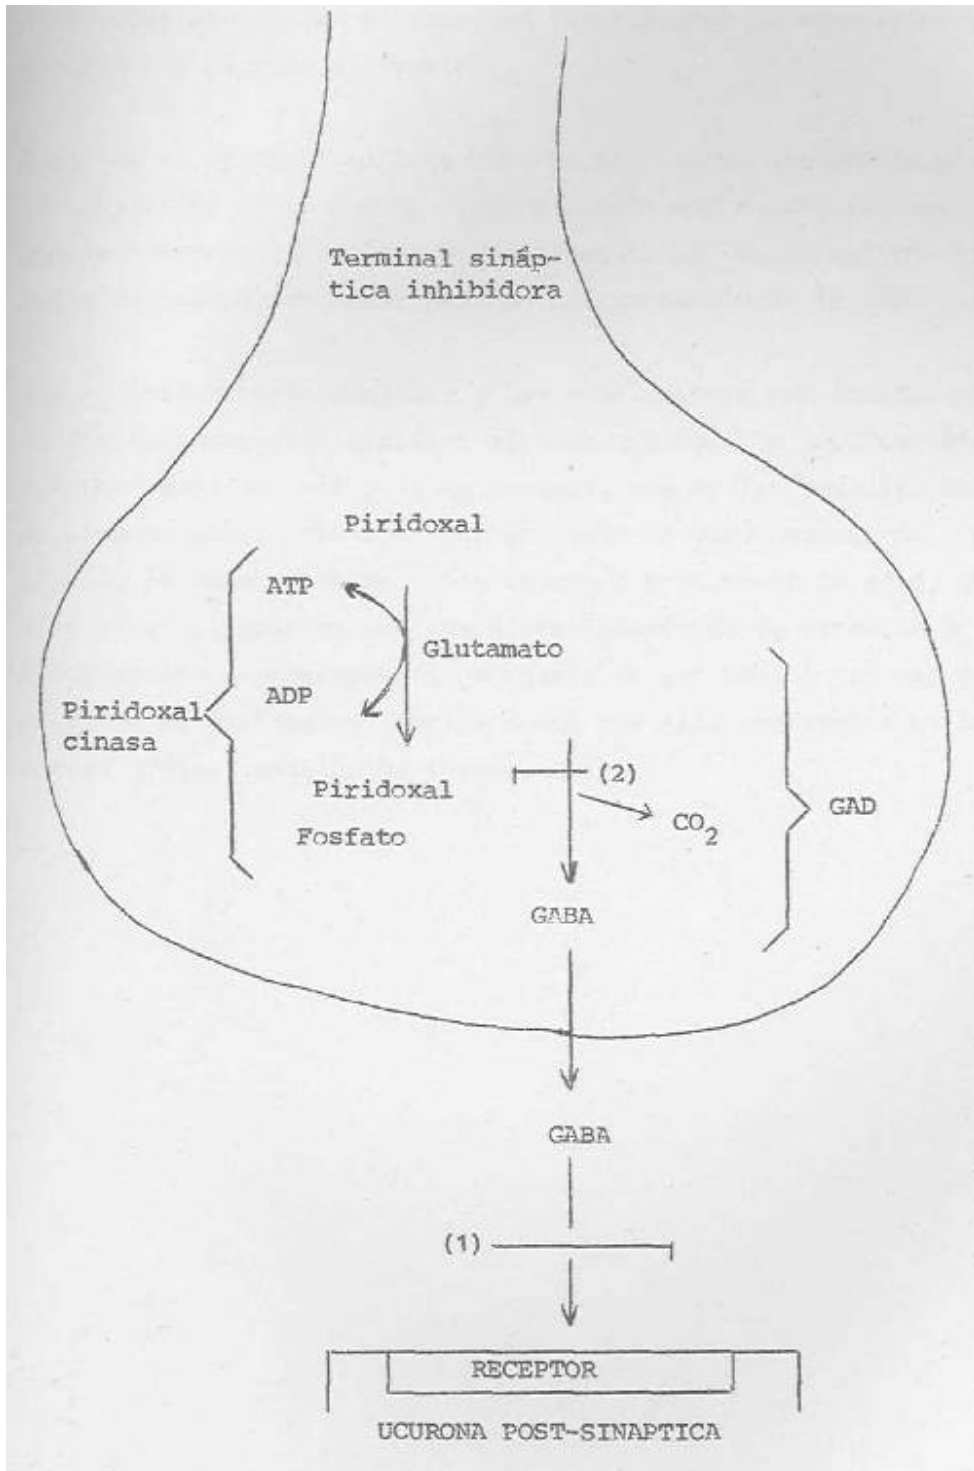 Terminal sináp-
tica inhibidora
Piridoxal
ATP
Glutamato
ADP
Piridoxal
cinasa
(2)
Piridoxal
Fosfato
CO2
GAD
GABA
GABA
(1)
RECEPTOR
UCURONA POST-SINAPTICA